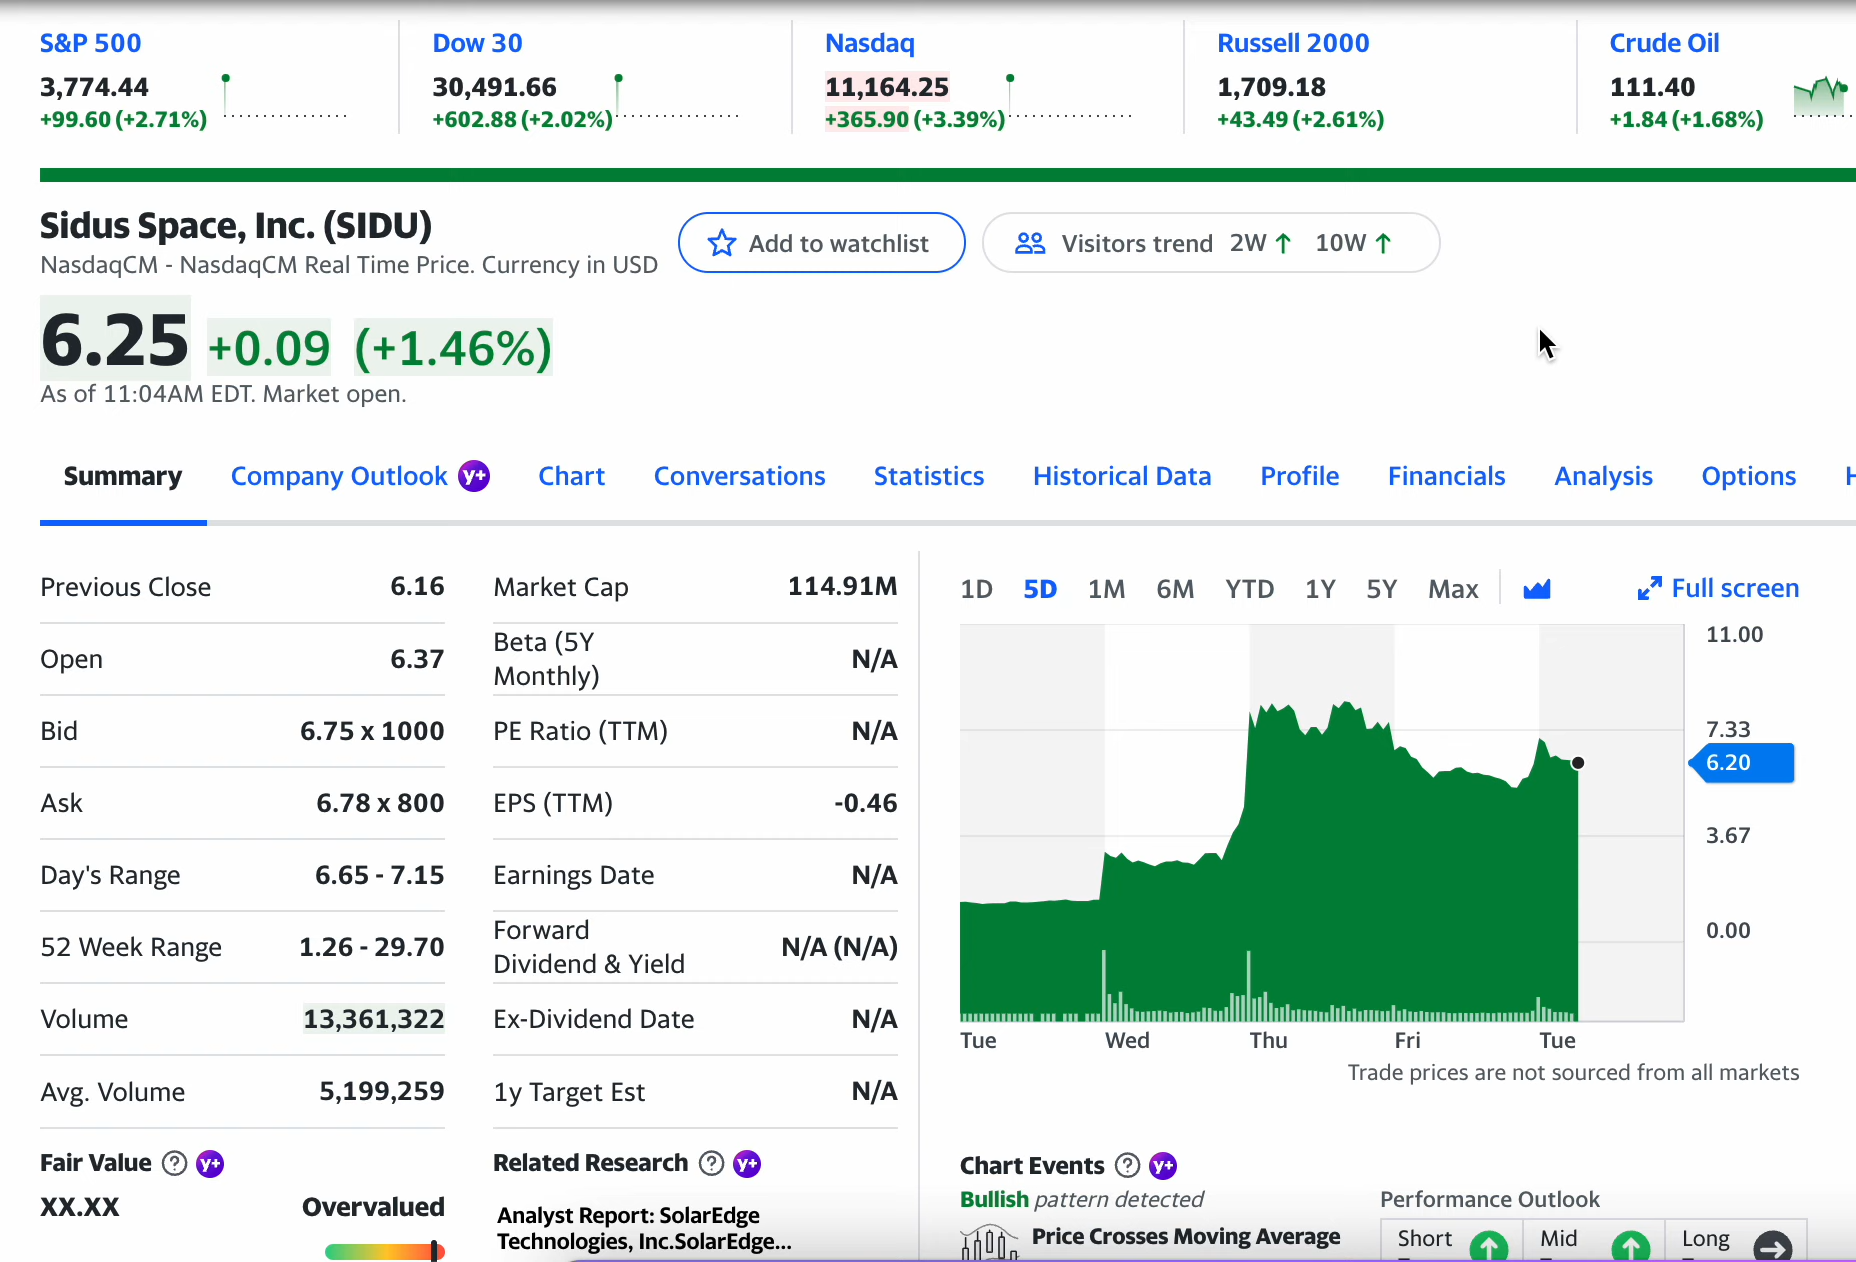 S&P 500
3,774.44
+99.60 (+2.71%)
Dow 30
30,491.66
+602.88 (+2.02%)
Nasdaq
11,164.25
+365.90 (+3.39%)
Russell 2000
1,709.18
+43.49 (+2.61%)
Crude Oil
111.40
+1.84 (+1.68%)
Sidus Space, Inc. (SIDU)
NasdaqCM - NasdaqCM Real Time Price. Currency in USD
Add to watchlist
Visitors trend 2W 10W
6.25 +0.09 (+1.46%)
As of 11:04AM EDT. Market open.
Summary Company Outlook y+ Chart Conversations Statistics Historical Data Profile Financials Analysis Options H
Previous Close 6.16
Open 6.37
Bid 6.75 x 1000
Ask 6.78 x 800
Day's Range 6.65 - 7.15
52 Week Range 1.26 - 29.70
Volume 13,361,322
Avg. Volume 5,199,259
Market Cap 114.91M
Beta (5Y
Monthly) N/A
PE Ratio (TTM) N/A
EPS (TTM) -0.46
Earnings Date N/A
Forward
Dividend & Yield N/A (N/A)
Ex-Dividend Date N/A
1y Target Est N/A
1D 5D 1M 6M YTD 1Y 5Y Max Full screen
11.00
7.33
6.20
3.67
0.00
Tue Wed Thu Fri Tue
Trade prices are not sourced from all markets
Fair Value ? y+
XX.XX Overvalued
Related Research ? y+
Analyst Report: SolarEdge
Technologies, Inc.SolarEdge...
Chart Events ? y+
Bullish pattern detected
Price Crosses Moving Average
Performance Outlook
Short Mid Long